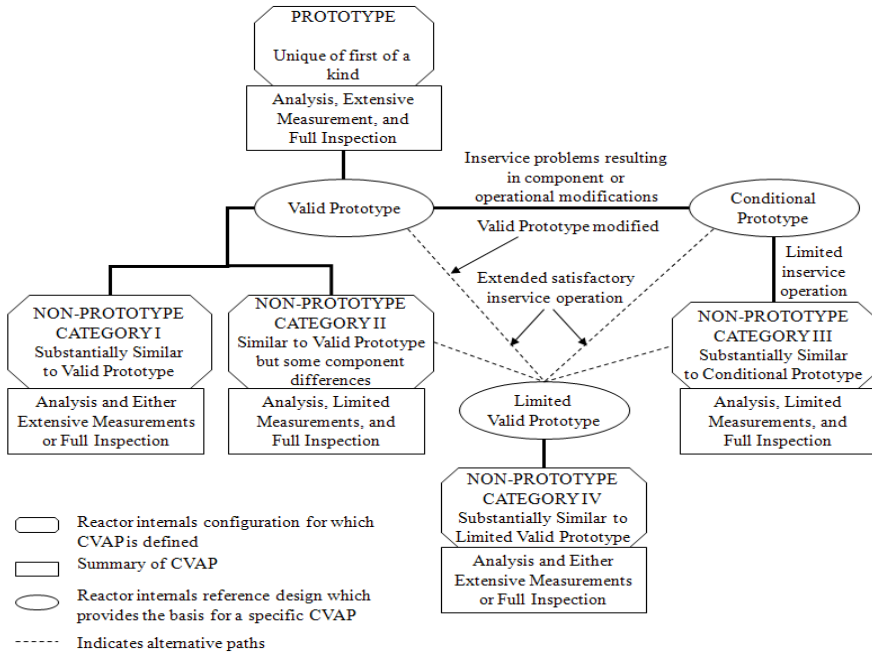 PROTOTYPE
Unique of first of a
kind
Analysis, Extensive
Measurement, and
Full Inspection
Inservice problems resulting
in component or
operational modifications
Valid Prototype
Conditional
Prototype
Valid Prototype modified
Limited
inservice
operation
Extended satisfactory
inservice operation
NON-PROTOTYPE
CATEGORY I
Substantially Similar
to Valid Prototype
Analysis and Either
Extensive Measurements
or Full Inspection
NON-PROTOTYPE
CATEGORY II
Similar to Valid Prototype
but some component
differences
Analysis, Limited
Measurements, and
Full Inspection
NON-PROTOTYPE
CATEGORY III
Substantially Similar
to Conditional Prototype
Analysis, Limited
Measurements, and
Full Inspection
Limited
Valid Prototype
NON-PROTOTYPE
CATEGORY IV
Substantially Similar to
Limited Valid Prototype
Analysis and Either
Extensive Measurements
or Full Inspection
Reactor internals configuration for which
CVAP is defined
Summary of CVAP
Reactor internals reference design which
provides the basis for a specific CVAP
Indicates alternative paths